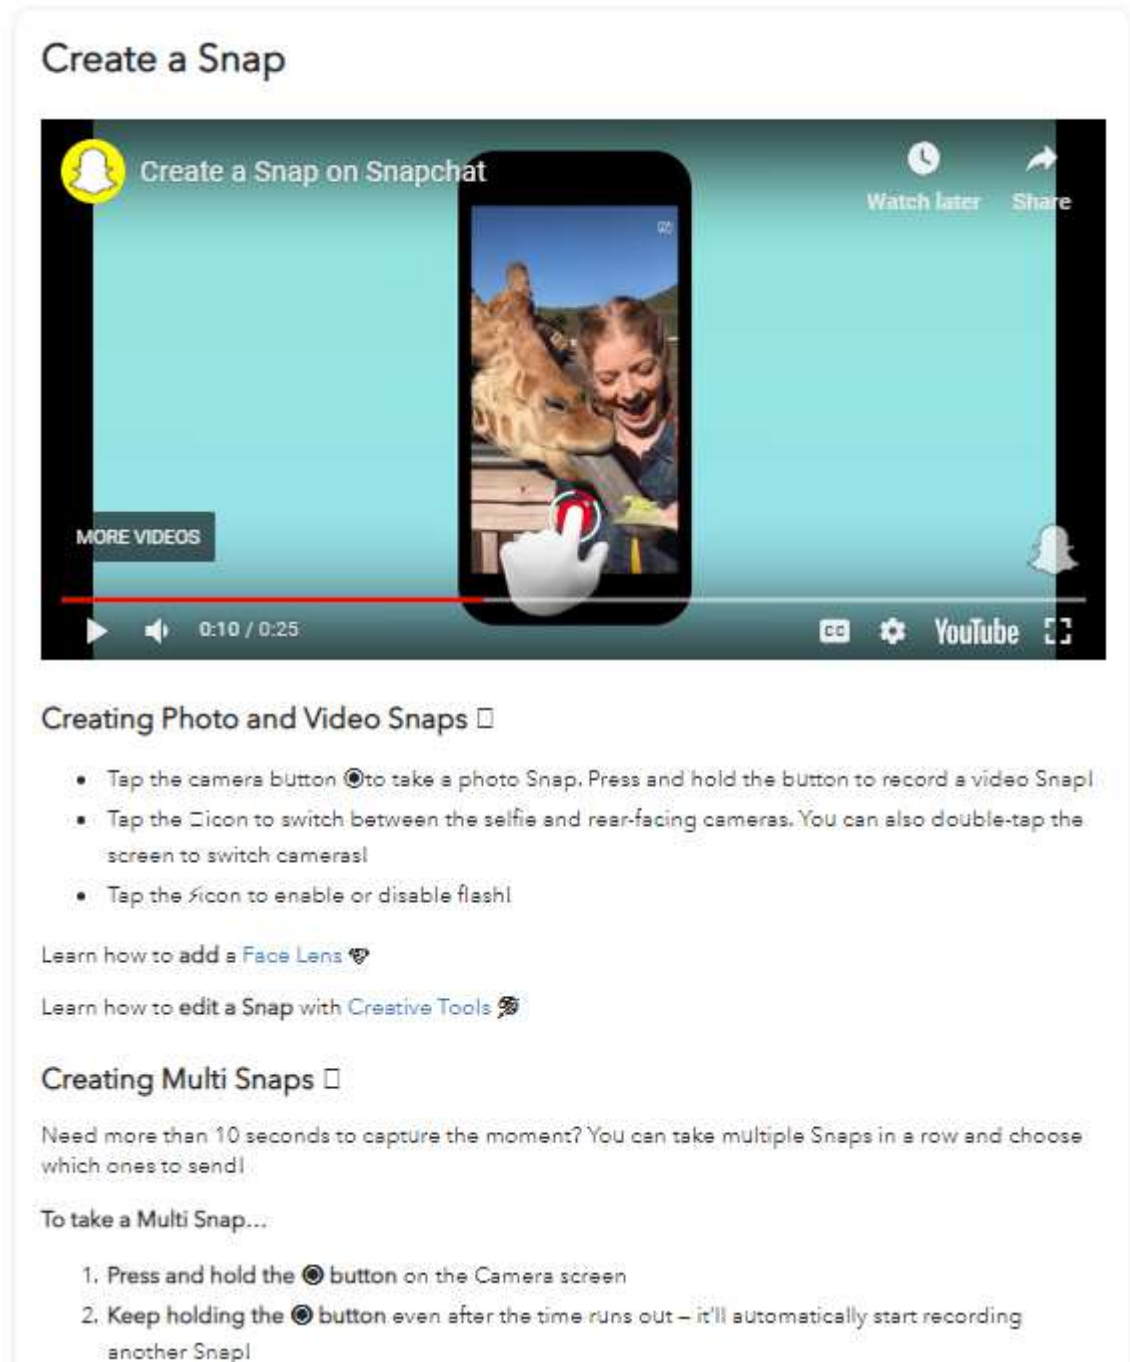 Create a Snap
Create a Snap on Snapchat
Watch later
Share
MORE VIDEOS
0:10 / 0:25
CC
YouTube
Creating Photo and Video Snaps
• Tap the camera button ◉to take a photo Snap. Press and hold the button to record a video Snap!
• Tap the icon to switch between the selfie and rear-facing cameras. You can also double-tap the
screen to switch cameras!
• Tap the ⚡icon to enable or disable flash!
Learn how to add a Face Lens
Learn how to edit a Snap with Creative Tools
Creating Multi Snaps
Need more than 10 seconds to capture the moment? You can take multiple Snaps in a row and choose
which ones to send!
To take a Multi Snap...
1. Press and hold the ◉ button on the Camera screen
2. Keep holding the ◉ button even after the time runs out – it'll automatically start recording
another Snap!